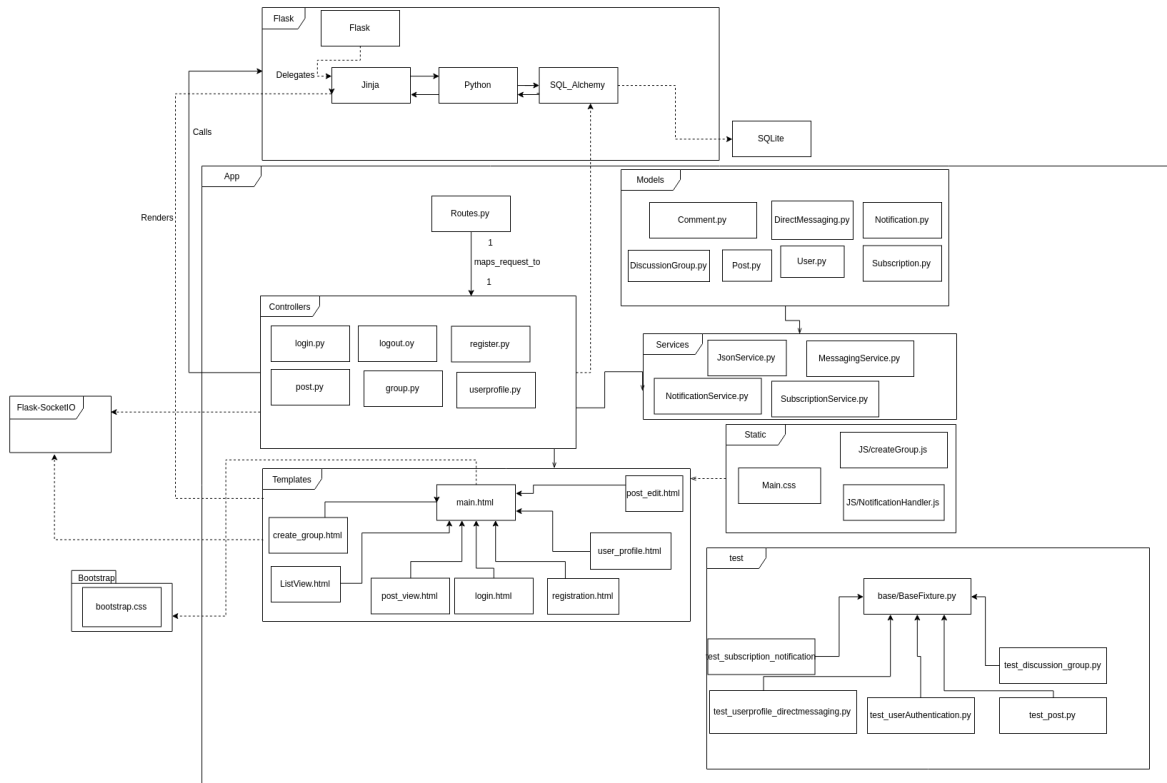 Flask
Flask
Delegates
Jinja
Python
SQL_Alchemy
Calls
SQLite
App
Models
Renders
Routes.py
Comment.py
DirectMessaging.py
Notification.py
1
maps_request_to
1
DiscussionGroup.py
Post.py
User.py
Subscription.py
Controllers
login.py
logout.oy
register.py
post.py
group.py
userprofile.py
Services
JsonService.py
MessagingService.py
NotificationService.py
SubscriptionService.py
Flask-SocketIO
Static
JS/createGroup.js
Main.css
JS/NotificationHandler.js
Templates
main.html
post_edit.html
create_group.html
user_profile.html
ListView.html
post_view.html
login.html
registration.html
Bootstrap
bootstrap.css
test
base/BaseFixture.py
test_subscription_notification
test_discussion_group.py
test_userprofile_directmessaging.py
test_userAuthentication.py
test_post.py